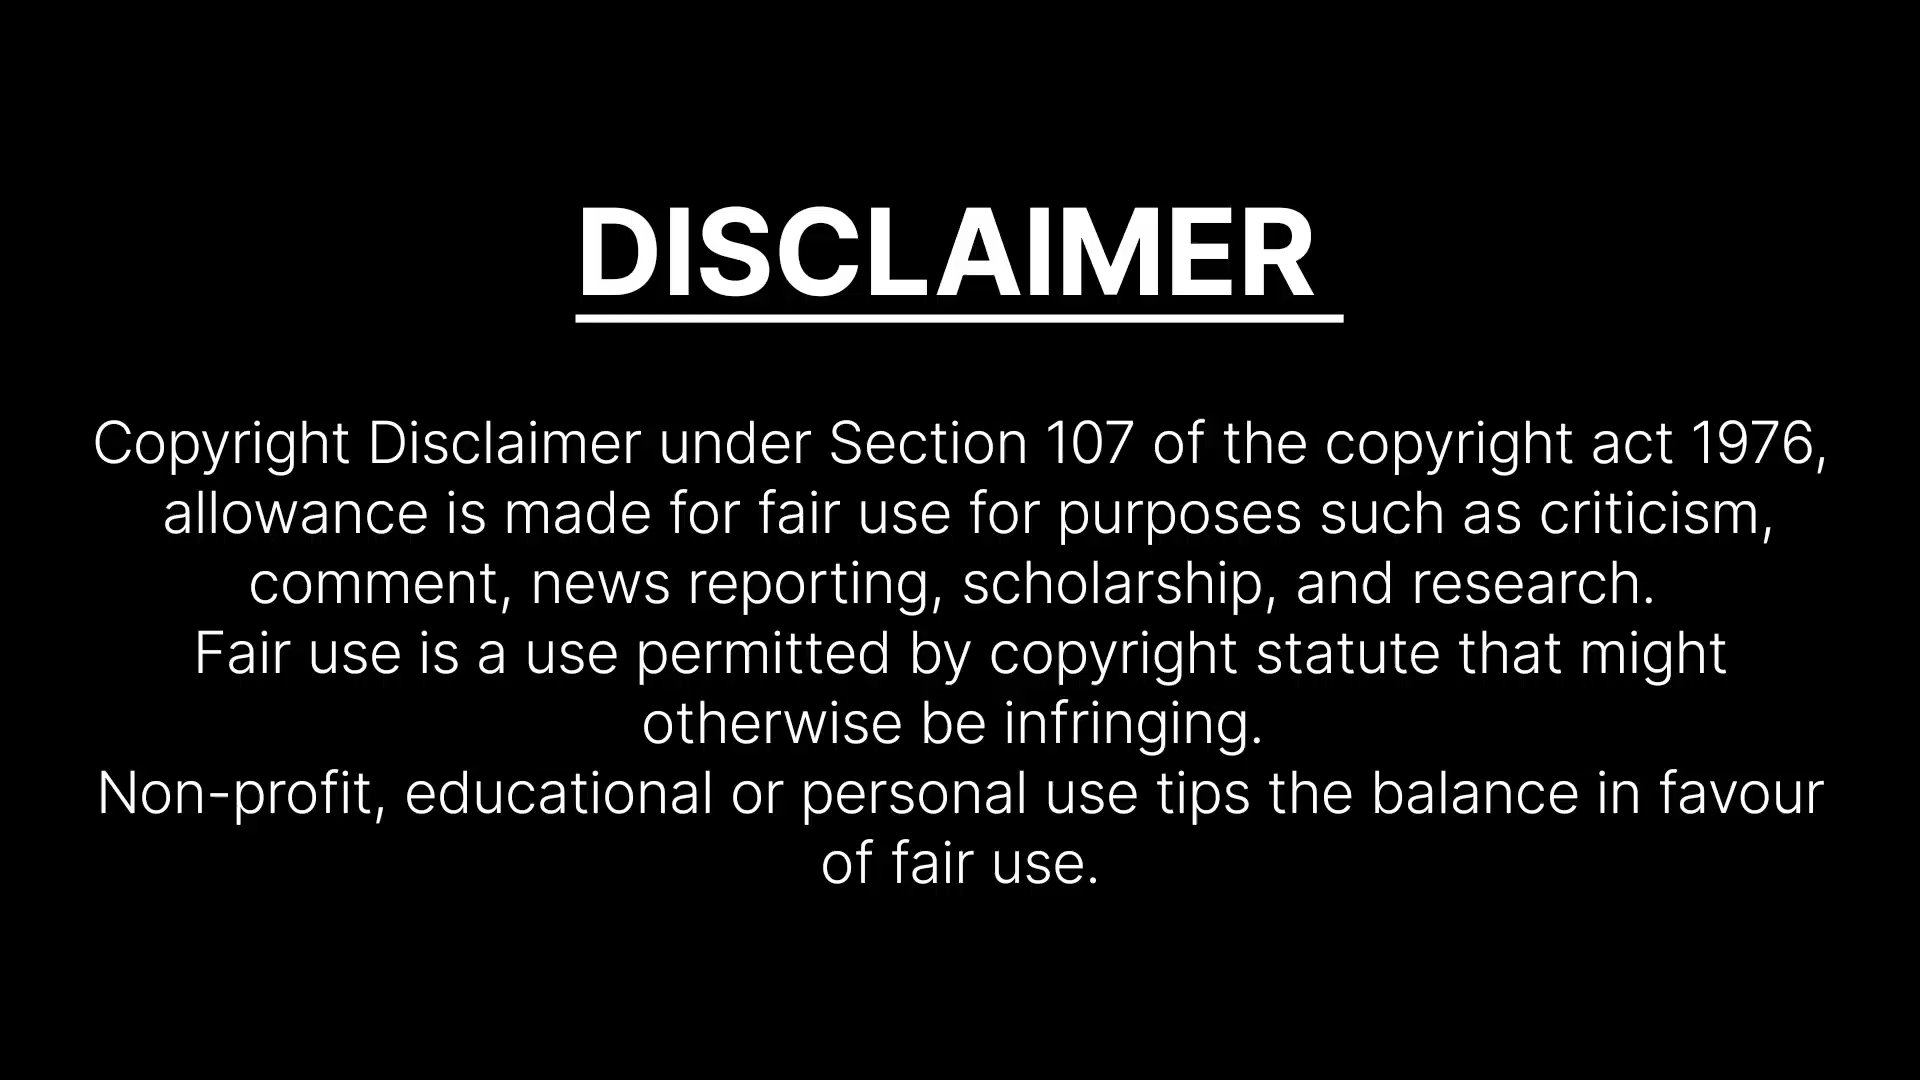 DISCLAIMER
Copyright Disclaimer under Section 107 of the copyright act 1976,
allowance is made for fair use for purposes such as criticism,
comment, news reporting, scholarship, and research.
Fair use is a use permitted by copyright statute that might
otherwise be infringing.
Non-profit, educational or personal use tips the balance in favour
of fair use.